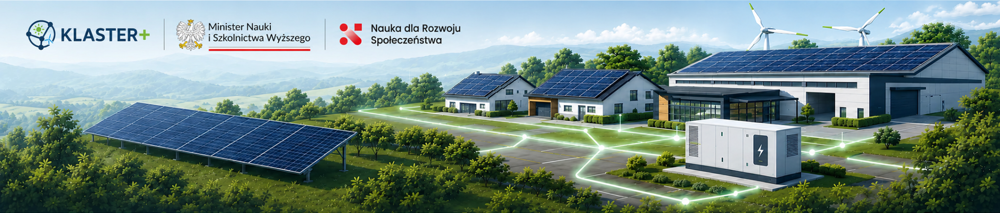 KLASTER+
Minister Nauki
i Szkolnictwa Wyższego
Nauka dla Rozwoju
Społeczeństwa